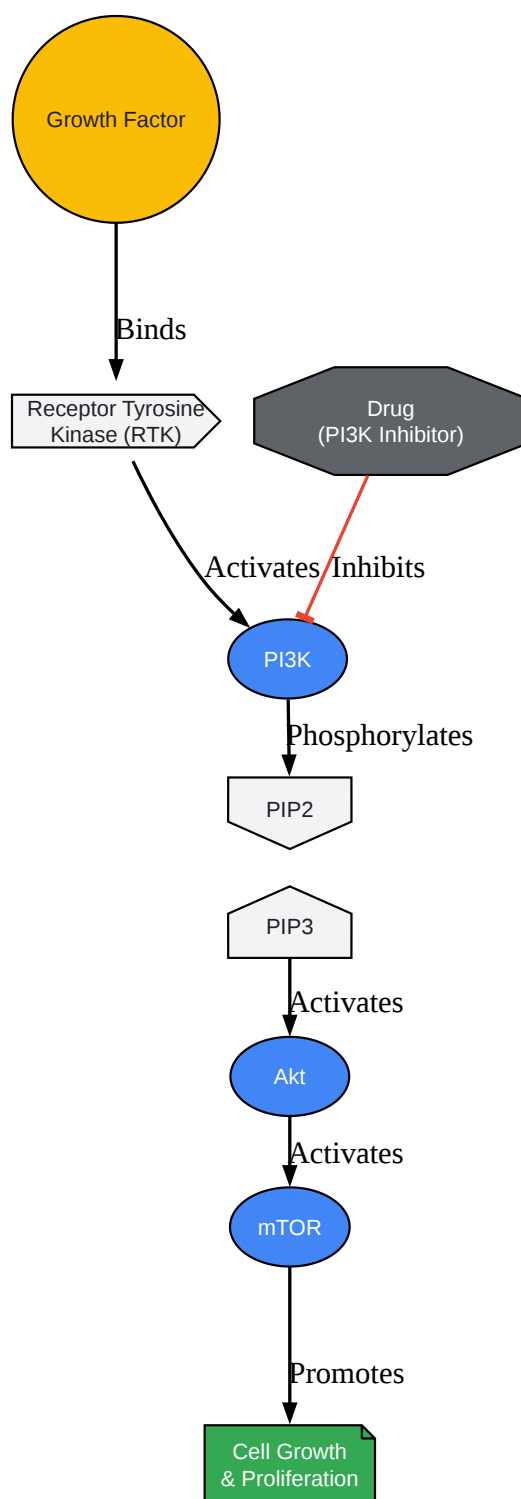 Growth Factor
Binds
Receptor Tyrosine
Kinase (RTK)
Drug
(PI3K Inhibitor)
Activates
Inhibits
PI3K
Phosphorylates
PIP2
PIP3
Activates
Akt
Activates
mTOR
Promotes
Cell Growth
& Proliferation